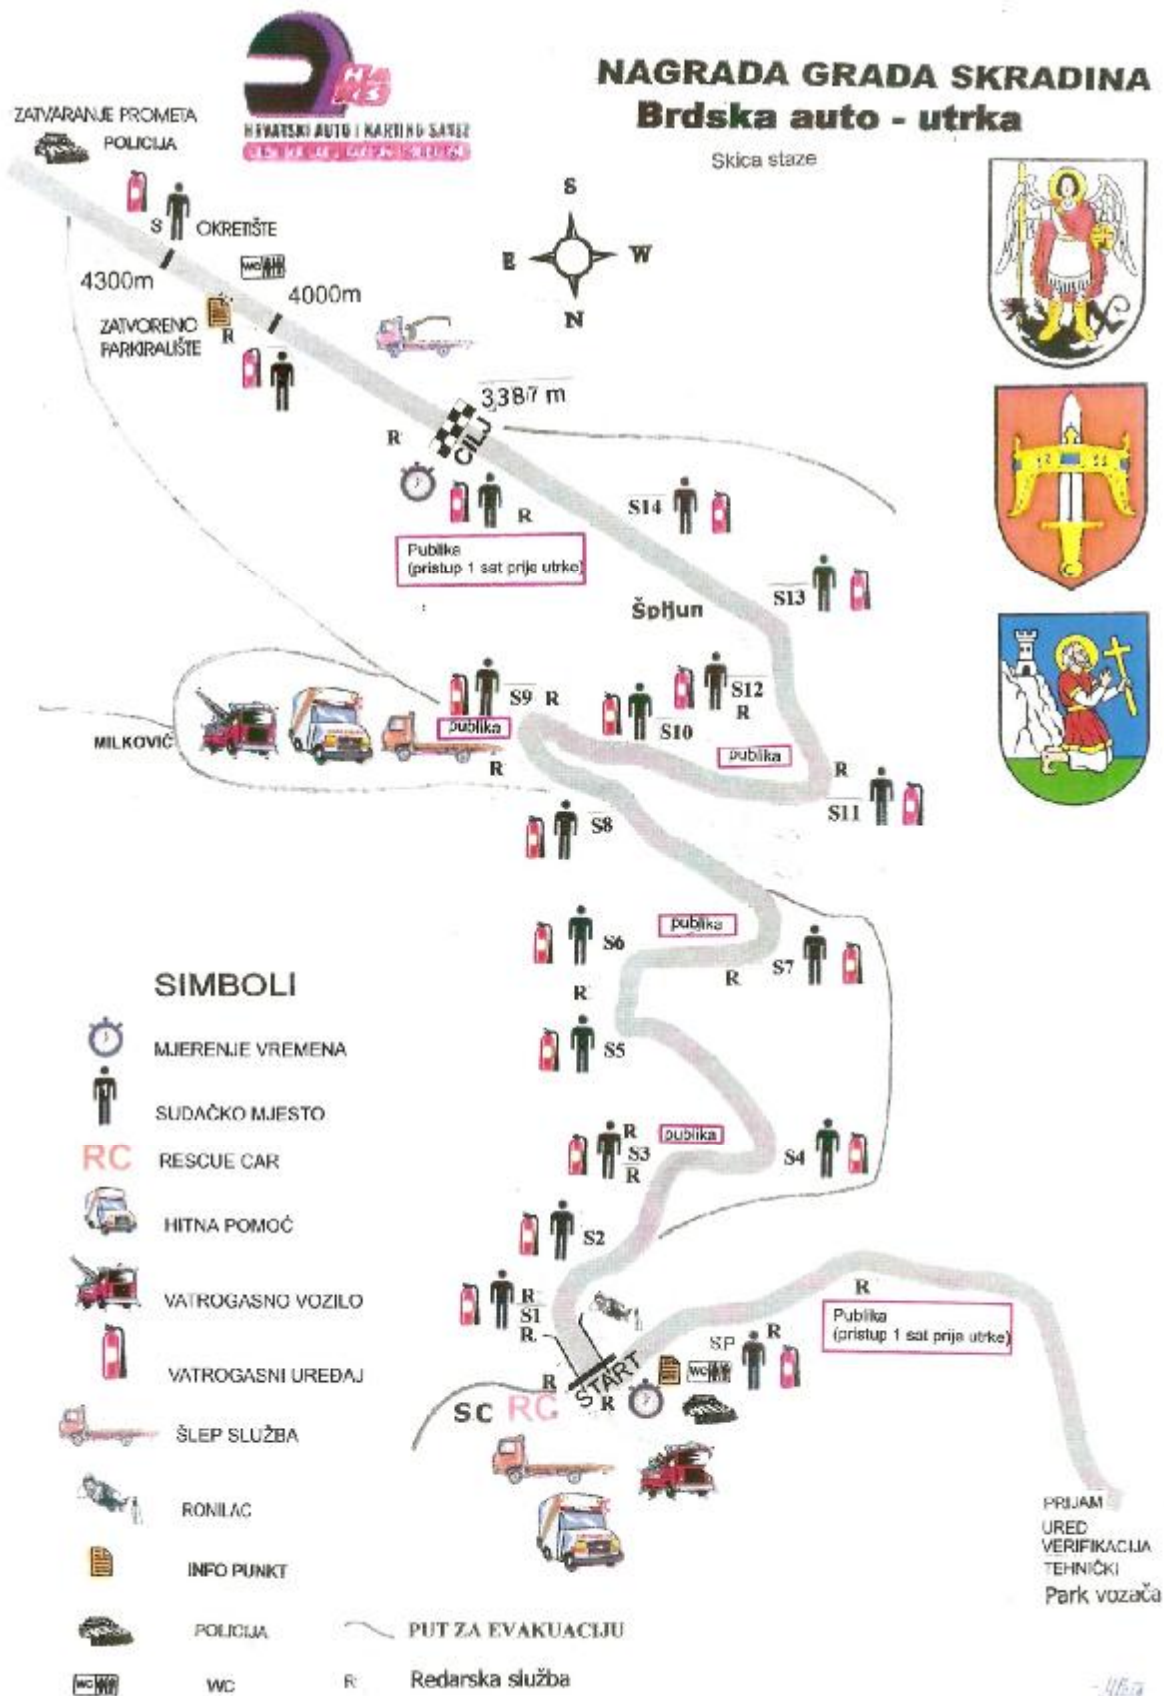 NAGRADA GRADA SKRADINA
Brdska auto - utrka
Skica staze
HRVATSKI AUTO I KARTING SAVEZ
ZATVARANJE PROMETA
POLICIJA
S
OKRETIŠTE
4300m
WC
4000m
ZATVORENO
PARKIRALIŠTE
R
S
E
W
N
3387 m
CILJ
R
R
Publika
(pristup 1 sat prije utrke)
S14
S13
Špljun
S9
R
publika
S12
R
S10
publika
R
S11
MILKOVIĆ
R
S8
publika
S6
S7
R
R
S5
R
S3
R
publika
S4
S2
R
S1
R
R
Publika
(pristup 1 sat prije utrke)
SP
R
WC
START
R
R
SC
RC
PRIJAM
URED
VERIFIKACIJA
TEHNIČKI
Park vozača
SIMBOLI
MJERENJE VREMENA
1
SUDAČKO MJESTO
RC
RESCUE CAR
HITNA POMOĆ
VATROGASNO VOZILO
VATROGASNI UREĐAJ
ŠLEP SLUŽBA
RONILAC
INFO PUNKT
POLICIJA
PUT ZA EVAKUACIJU
WC
WC
R
Redarska služba